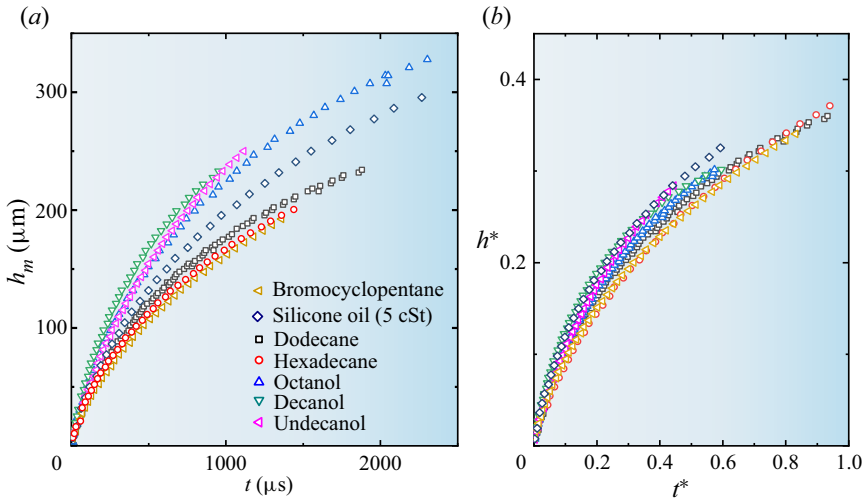 (a)
(b)
300
200
100
0
h_m (μm)
1000
2000
t (μs)
Bromocyclopentane
Silicone oil (5 cSt)
Dodecane
Hexadecane
Octanol
Decanol
Undecanol
0.4
0.2
h*
0
0.2
0.4
0.6
0.8
1.0
t*